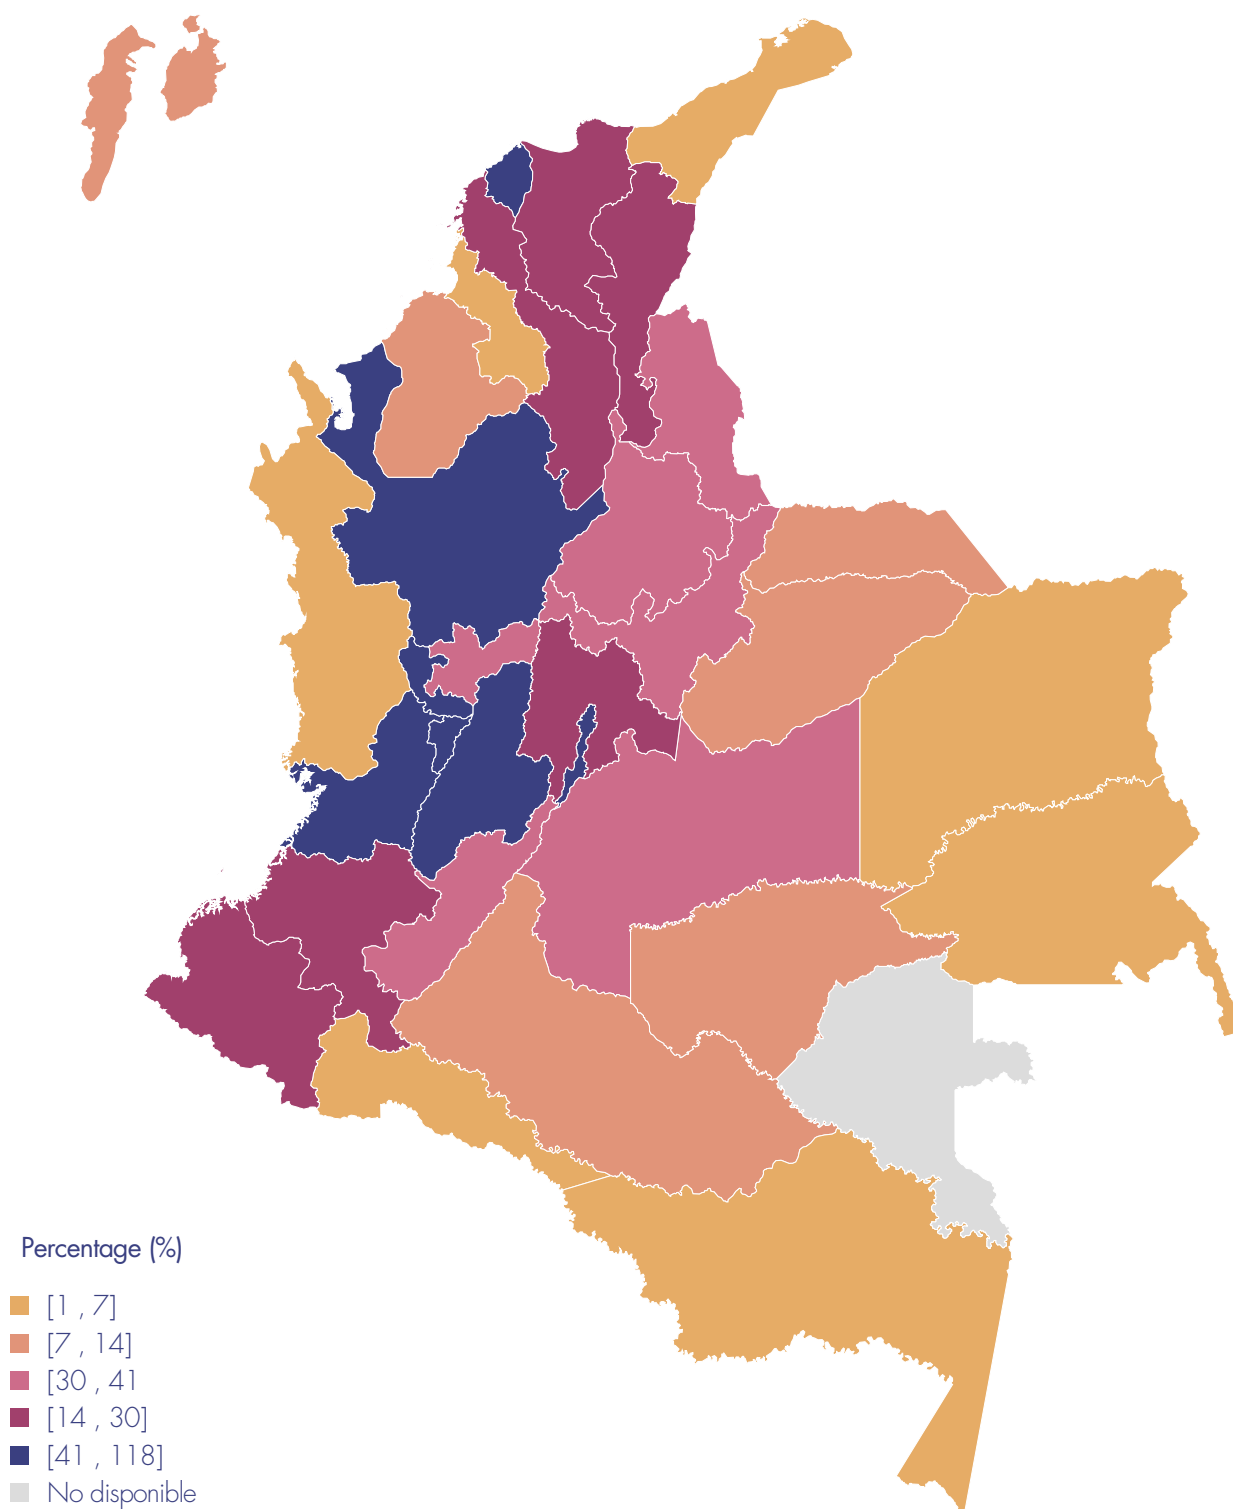 Percentage (%)
[1 , 7]
[7 , 14]
[30 , 41
[14 , 30]
[41 , 118]
No disponible